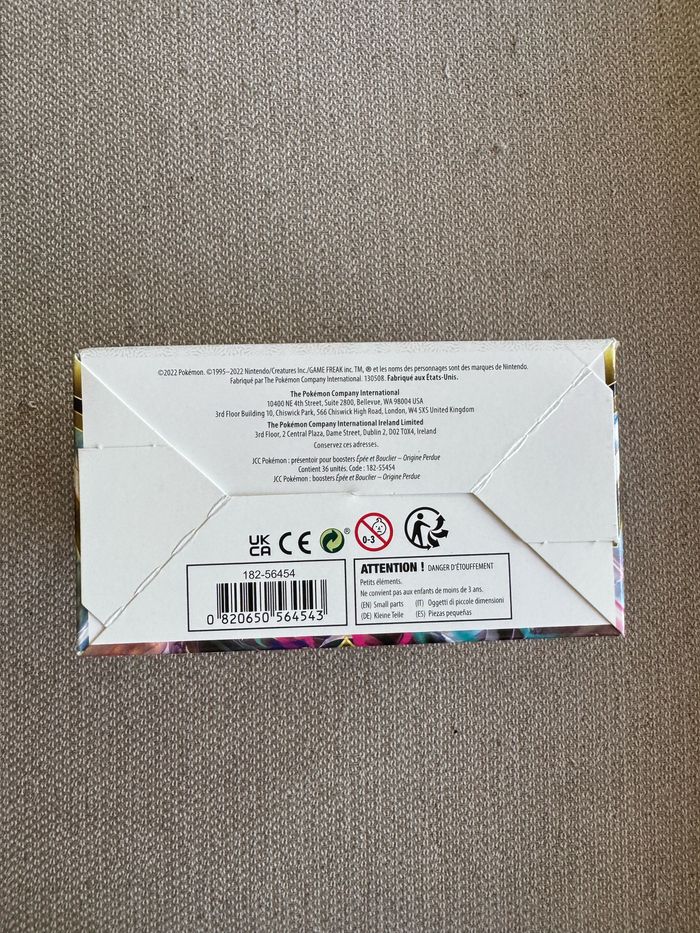 ©2022 Pokémon. ©1995–2022 Nintendo/Creatures Inc./GAME FREAK inc. TM, ® et les noms des personnages sont des marques de Nintendo.
Fabriqué par The Pokémon Company International. 130508. Fabriqué aux États-Unis.
The Pokémon Company International
10400 NE 4th Street, Suite 2800, Bellevue, WA 98004 USA
3rd Floor Building 10, Chiswick Park, 566 Chiswick High Road, London, W4 5XS United Kingdom
The Pokémon Company International Ireland Limited
3rd Floor, 2 Central Plaza, Dame Street, Dublin 2, D02 T0X4, Ireland
Conservez ces adresses.
JCC Pokémon : présentoir pour boosters Épée et Bouclier – Origine Perdue
Contient 36 unités. Code : 182-55454
JCC Pokémon : boosters Épée et Bouclier – Origine Perdue
UK
CA
CE
®
0-3
182-56454
0 820650 564543
ATTENTION ! DANGER D'ÉTOUFFEMENT
Petits éléments.
Ne convient pas aux enfants de moins de 3 ans.
(EN) Small parts (IT) Oggetti di piccole dimensioni
(DE) Kleine Teile (ES) Piezas pequeñas